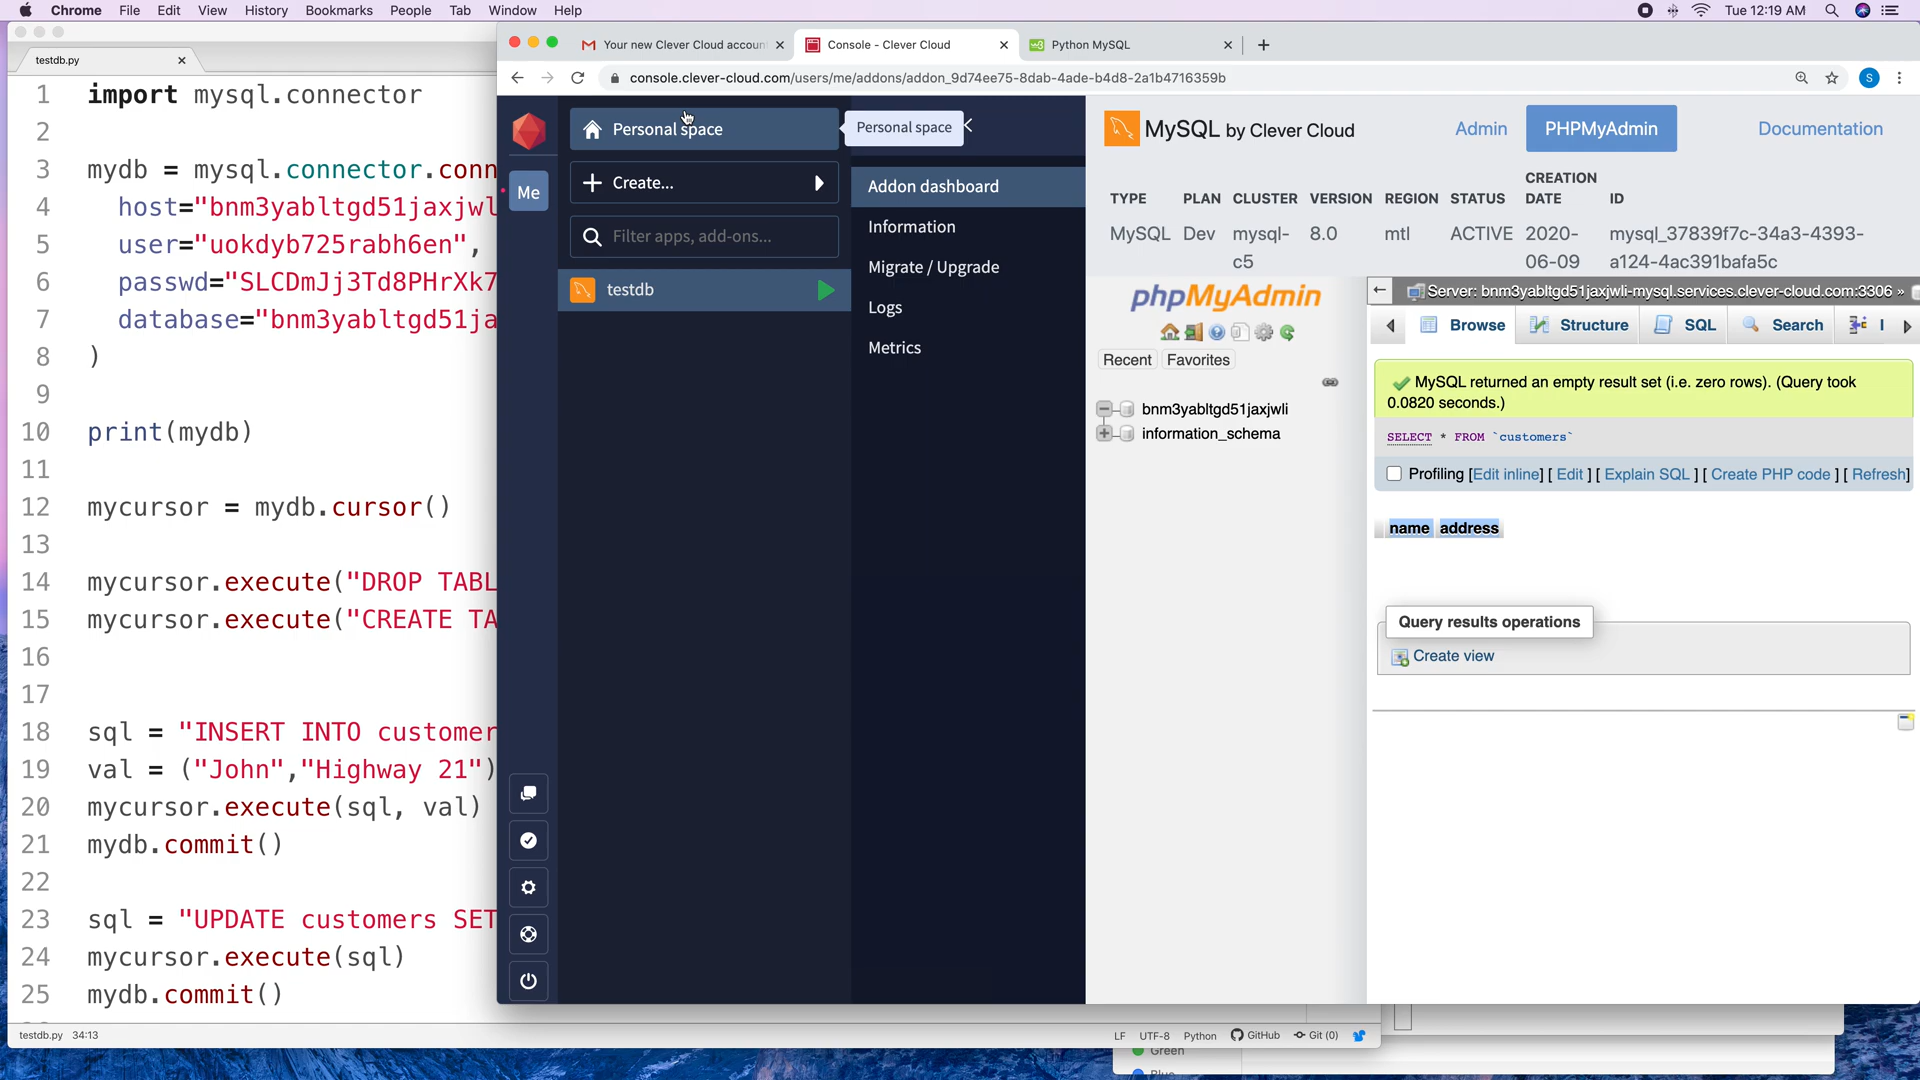 Chrome File Edit View History Bookmarks People Tab Window Help
Tue 12:19 AM
testdb.py
1 import mysql.connector
2
3 mydb = mysql.connector.conn
4 host="bnm3yabltgd51jaxjwl
5 user="uokdyb725rabh6en",
6 passwd="SLCDmJj3Td8PHrXk7
7 database="bnm3yabltgd51ja
8 )
9
10 print(mydb)
11
12 mycursor = mydb.cursor()
13
14 mycursor.execute("DROP TABL
15 mycursor.execute("CREATE TA
16
17
18 sql = "INSERT INTO customer
19 val = ("John","Highway 21")
20 mycursor.execute(sql, val)
21 mydb.commit()
22
23 sql = "UPDATE customers SET
24 mycursor.execute(sql)
25 mydb.commit()
testdb.py 34:13
LF UTF-8 Python GitHub Git (0)
Your new Clever Cloud accoun
Console - Clever Cloud
Python MySQL
console.clever-cloud.com/users/me/addons/addon_9d74ee75-8dab-4ade-b4d8-2a1b4716359b
S
Me
Personal space
Create...
Filter apps, add-ons...
testdb
Personal space
Addon dashboard
Information
Migrate / Upgrade
Logs
Metrics
MySQL by Clever Cloud
Admin PHPMyAdmin Documentation
TYPE PLAN CLUSTER VERSION REGION STATUS CREATION DATE ID
MySQL Dev mysql-c5 8.0 mtl ACTIVE 2020-06-09 mysql_37839f7c-34a3-4393-a124-4ac391bafa5c
phpMyAdmin
Recent Favorites
bnm3yabltgd51jaxjwli
information_schema
Server: bnm3yabltgd51jaxjwli-mysql.services.clever-cloud.com:3306 »
Browse Structure SQL Search I
MySQL returned an empty result set (i.e. zero rows). (Query took
0.0820 seconds.)
SELECT * FROM `customers`
Profiling [Edit inline] [ Edit ] [ Explain SQL ] [ Create PHP code ] [ Refresh]
name address
Query results operations
Create view
Green